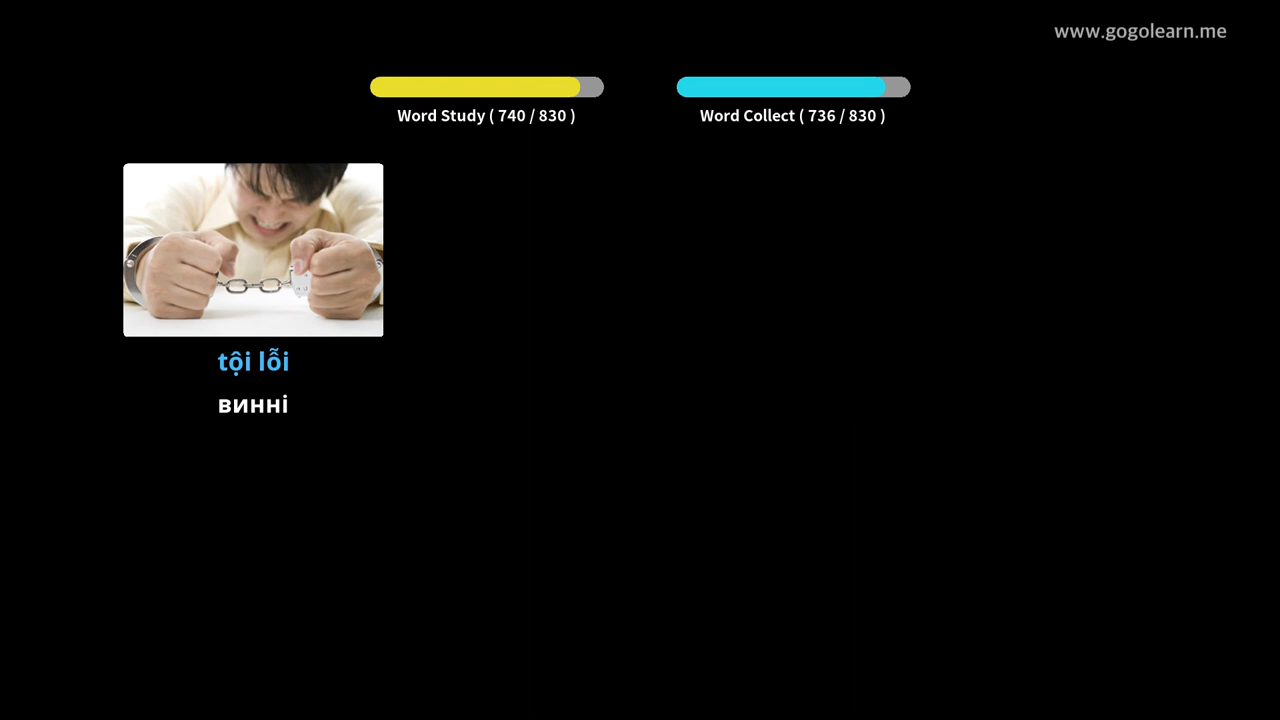 www.gogolearn.me
Word Study ( 740 / 830 )
Word Collect ( 736 / 830 )
tội lỗi
винні